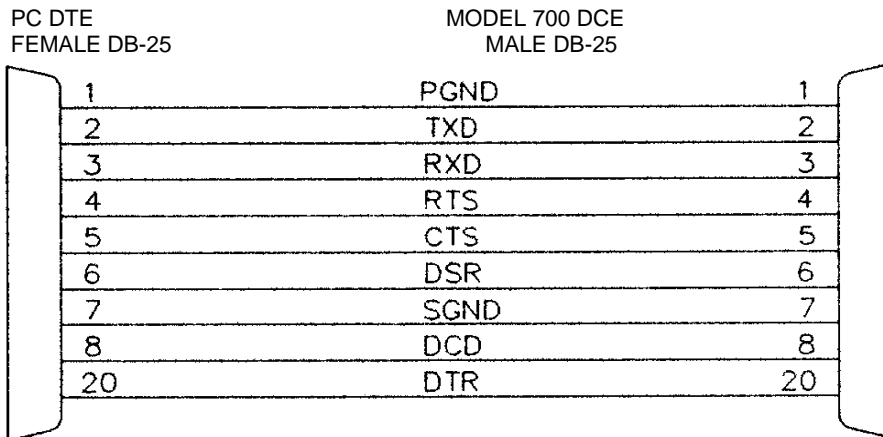 PC DTE MODEL 700 DCE
FEMALE DB-25 MALE DB-25
1 PGND 1
2 TXD 2
3 RXD 3
4 RTS 4
5 CTS 5
6 DSR 6
7 SGND 7
8 DCD 8
20 DTR 20